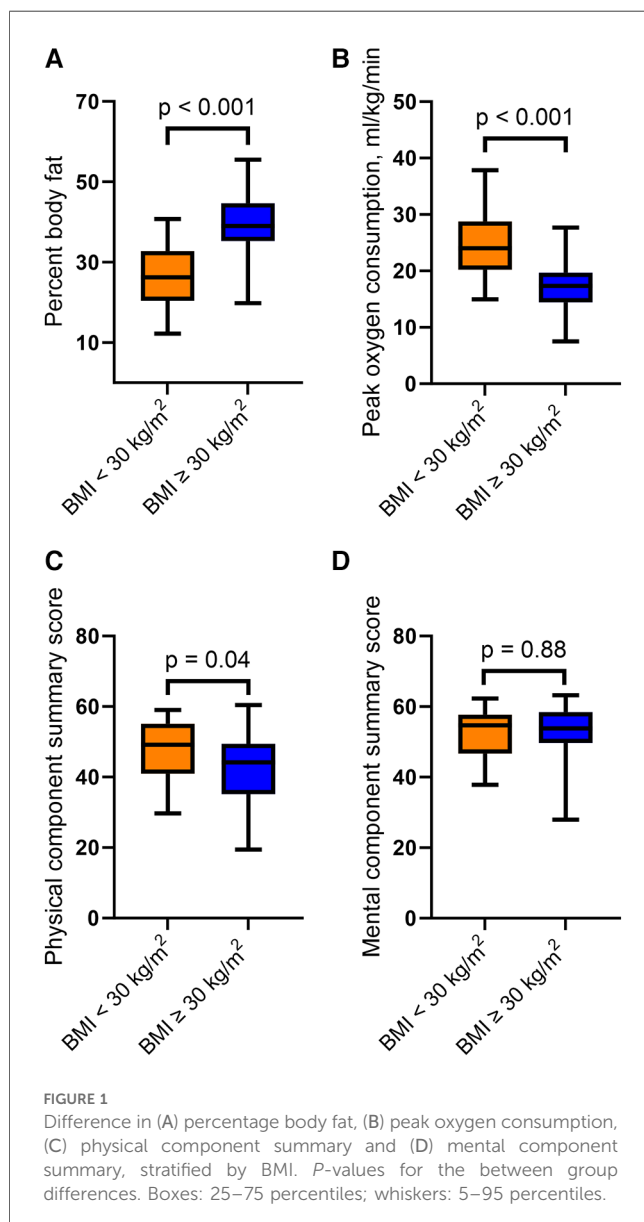 A
Percent body fat
70
50
30
10
p < 0.001
BMI < 30 kg/m²
BMI ≥ 30 kg/m²
B
Peak oxygen consumption, ml/kg/min
50
40
30
20
10
0
p < 0.001
BMI < 30 kg/m²
BMI ≥ 30 kg/m²
C
Physical component summary score
80
60
40
20
0
p = 0.04
BMI < 30 kg/m²
BMI ≥ 30 kg/m²
D
Mental component summary score
80
60
40
20
0
p = 0.88
BMI < 30 kg/m²
BMI ≥ 30 kg/m²
FIGURE 1
Difference in (A) percentage body fat, (B) peak oxygen consumption,
(C) physical component summary and (D) mental component
summary, stratified by BMI. P-values for the between group
differences. Boxes: 25–75 percentiles; whiskers: 5–95 percentiles.